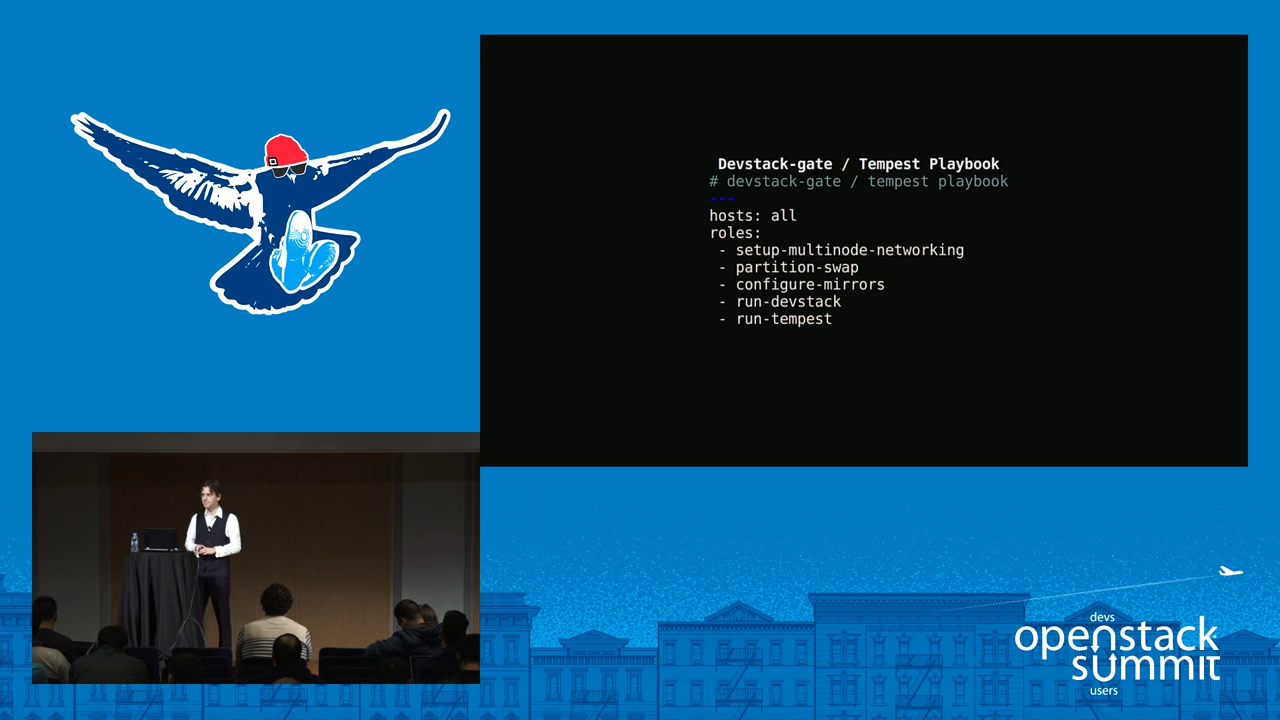 Devstack-gate / Tempest Playbook
# devstack-gate / tempest playbook
---
hosts: all
roles:
- setup-multinode-networking
- partition-swap
- configure-mirrors
- run-devstack
- run-tempest
devs
openstack
summit
users